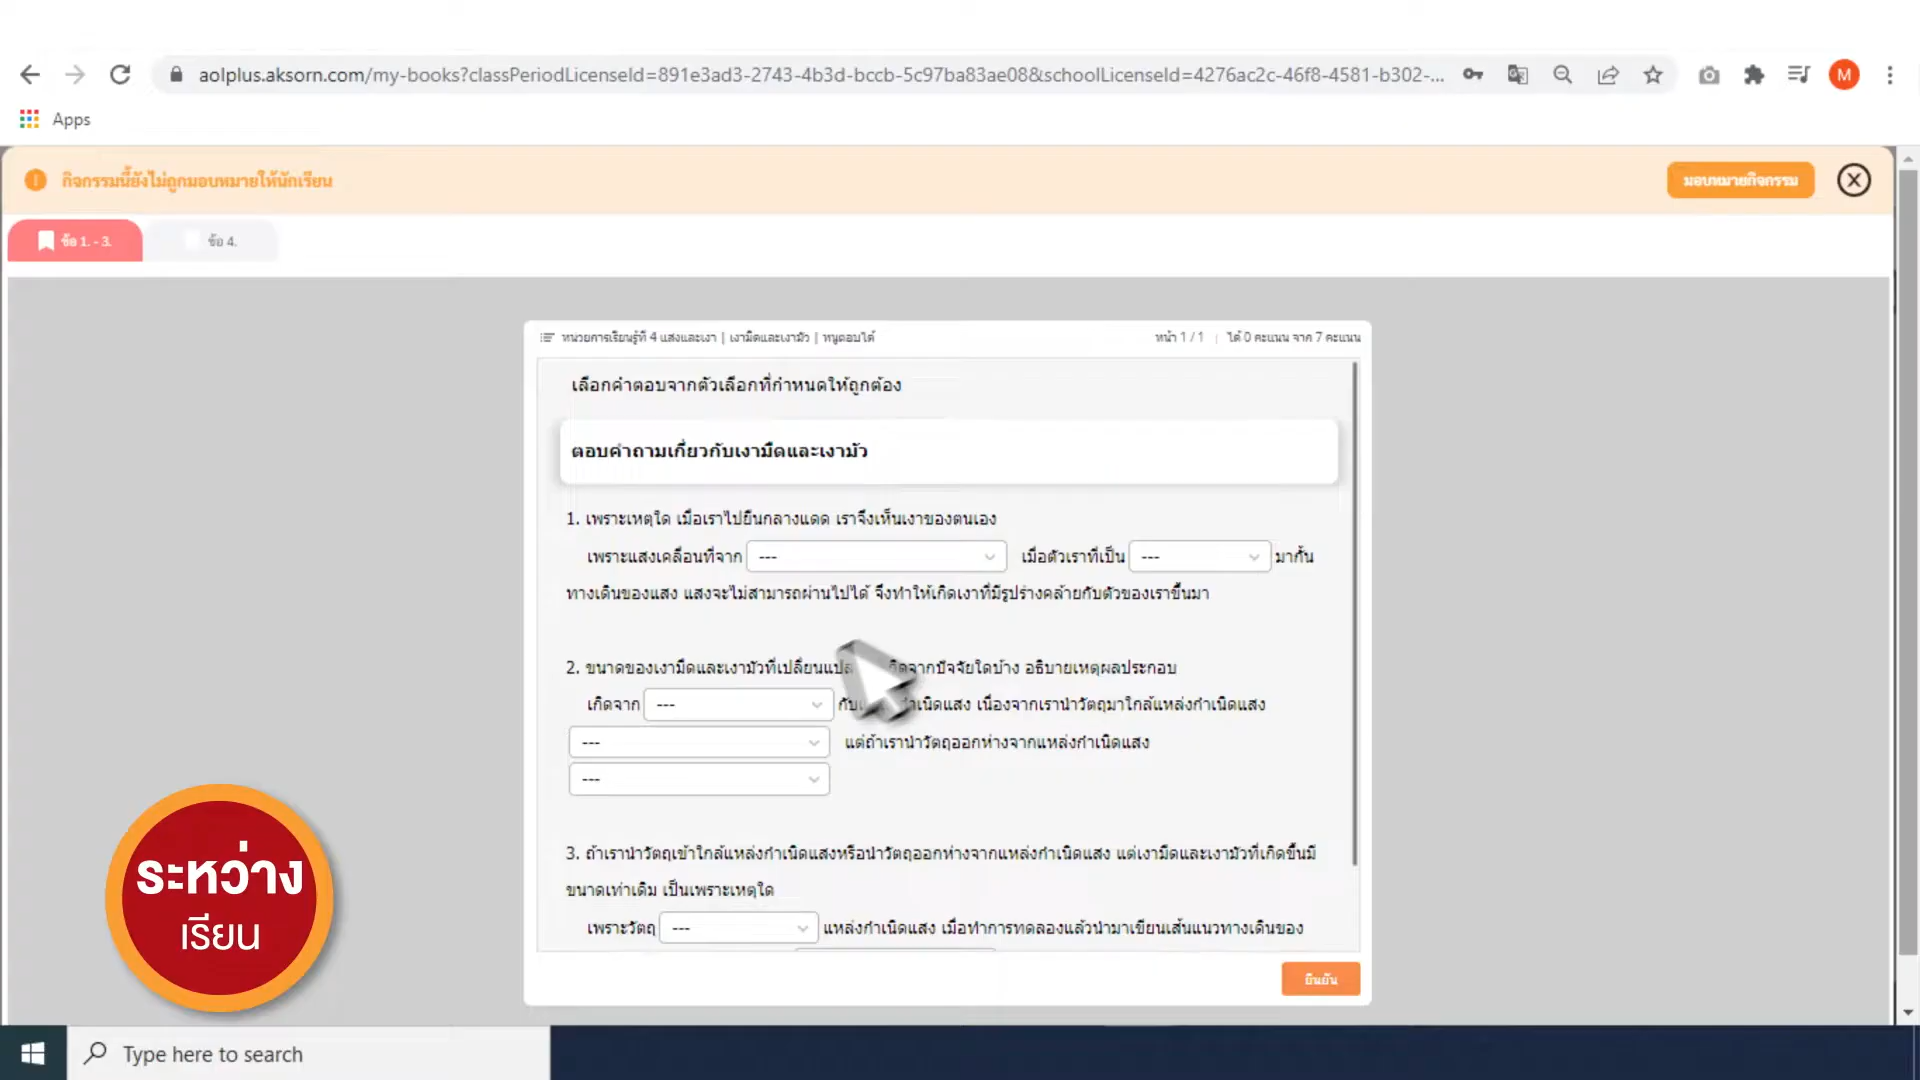 aolplus.aksorn.com/my-books?classPeriodLicenseId=891e3ad3-2743-4b3d-bccb-5c97ba83ae08&schoolLicenseId=4276ac2c-46f8-4581-b302-...
M
Apps
กิจกรรมนี้ยังไม่ถูกมอบหมายให้นักเรียน
มอบหมายกิจกรรม
ข้อ 1. - 3.
ข้อ 4.
หน่วยการเรียนรู้ที่ 4 แสงและเงา | เงามืดและเงามัว | หนูตอบได้
หน้า 1 / 1 | ได้ 0 คะแนน จาก 7 คะแนน
เลือกคำตอบจากตัวเลือกที่กำหนดให้ถูกต้อง
ตอบคำถามเกี่ยวกับเงามืดและเงามัว
1. เพราะเหตุใด เมื่อเราไปยืนกลางแดด เราจึงเห็นเงาของตนเอง
เพราะแสงเคลื่อนที่จาก --- เมื่อตัวเราที่เป็น --- มากั้น
ทางเดินของแสง แสงจะไม่สามารถผ่านไปได้ จึงทำให้เกิดเงาที่มีรูปร่างคล้ายกับตัวของเราขึ้นมา
2. ขนาดของเงามืดและเงามัวที่เปลี่ยนแปล กิดจากปัจจัยใดบ้าง อธิบายเหตุผลประกอบ
เกิดจาก --- กับ กำเนิดแสง เนื่องจากเรานำวัตถุมาใกล้แหล่งกำเนิดแสง
--- แต่ถ้าเรานำวัตถุออกห่างจากแหล่งกำเนิดแสง
---
3. ถ้าเรานำวัตถุเข้าใกล้แหล่งกำเนิดแสงหรือนำวัตถุออกห่างจากแหล่งกำเนิดแสง แต่เงามืดและเงามัวที่เกิดขึ้นมี
ขนาดเท่าเดิม เป็นเพราะเหตุใด
เพราะวัตถุ --- แหล่งกำเนิดแสง เมื่อทำการทดลองแล้วนำมาเขียนเส้นแนวทางเดินของ
ยืนยัน
ระหว่าง
เรียน
Type here to search